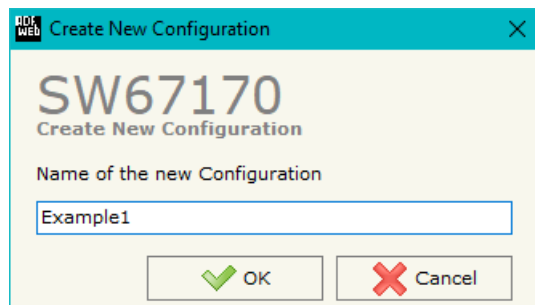 ADF
WEB
Create New Configuration
SW67170
Create New Configuration
Name of the new Configuration
Example1
OK
Cancel